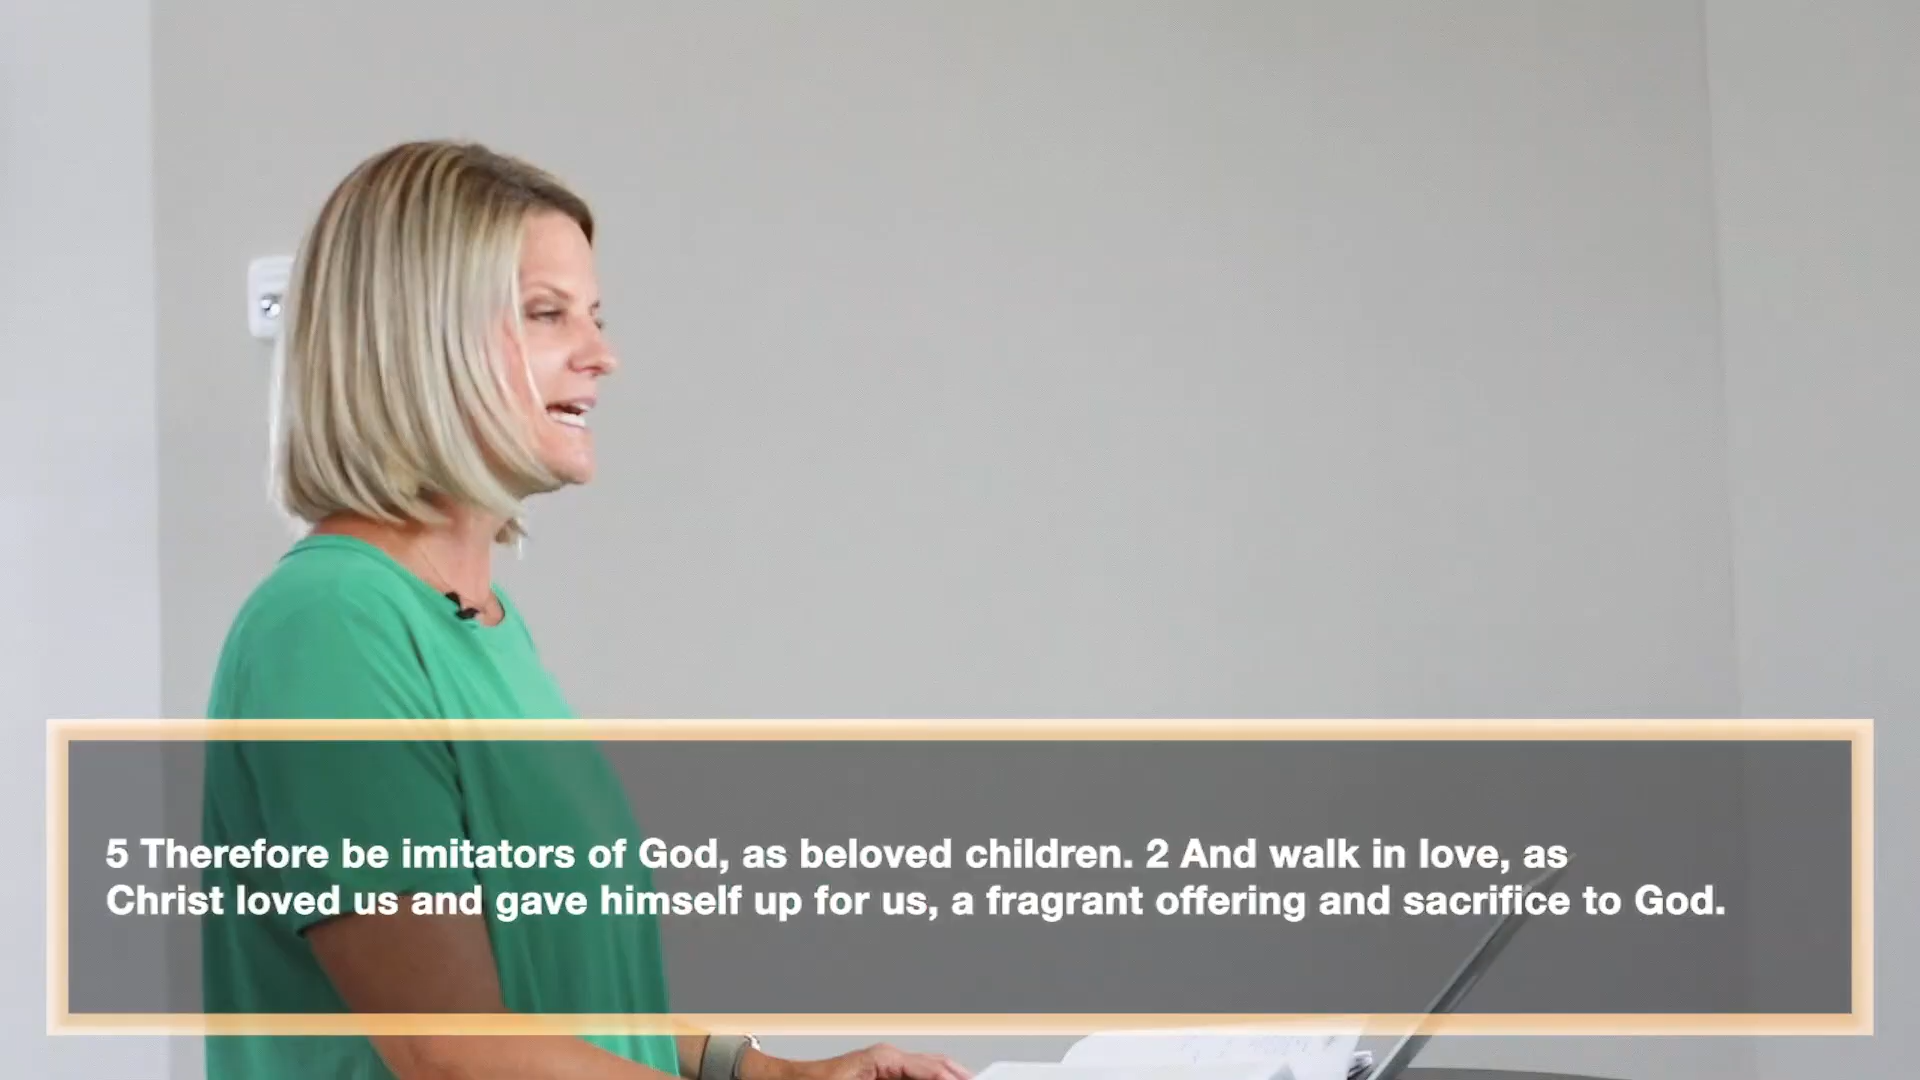 5 Therefore be imitators of God, as beloved children. 2 And walk in love, as
Christ loved us and gave himself up for us, a fragrant offering and sacrifice to God.